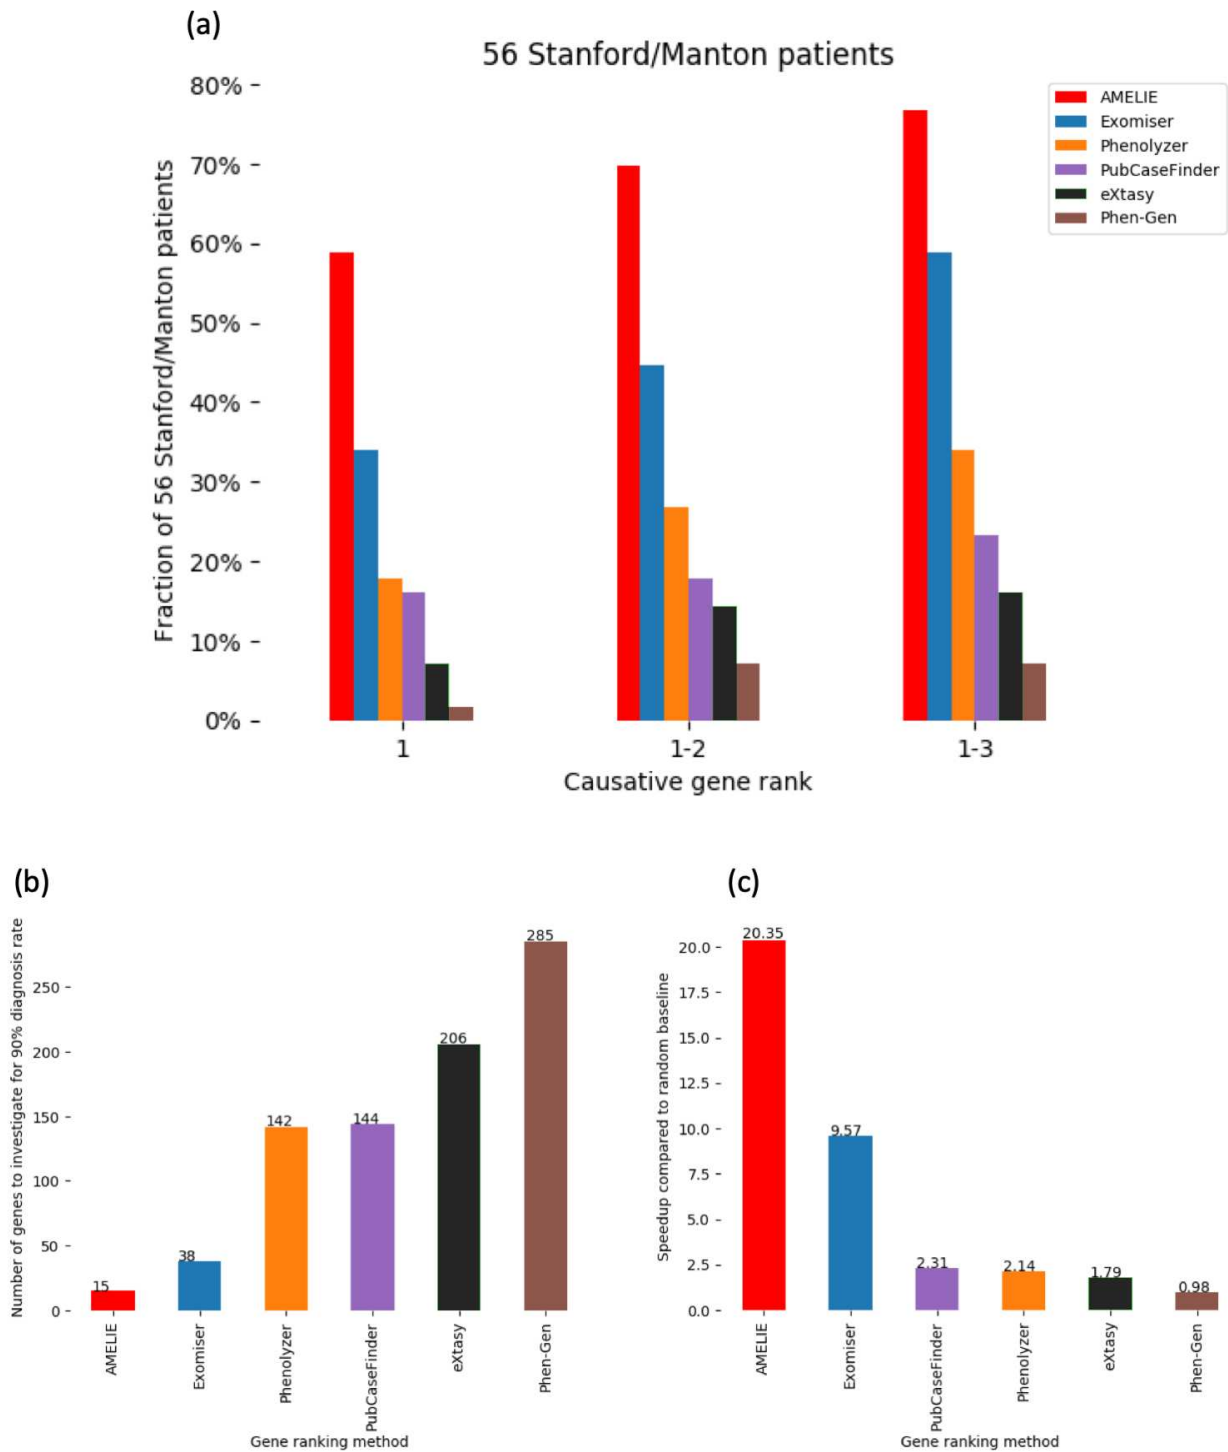 (a)
56 Stanford/Manton patients
Fraction of 56 Stanford/Manton patients
80%
70%
60%
50%
40%
30%
20%
10%
0%
AMELIE
Exomiser
Phenolyzer
PubCaseFinder
eXtasy
Phen-Gen
1
1-2
1-3
Causative gene rank
(b)
Number of genes to investigate for 90% diagnosis rate
250
200
150
100
50
0
15
38
142
144
206
285
AMELIE
Exomiser
Phenolyzer
PubCaseFinder
eXtasy
Phen-Gen
Gene ranking method
(c)
Speedup compared to random baseline
20.0
17.5
15.0
12.5
10.0
7.5
5.0
2.5
0.0
20.35
9.57
2.31
2.14
1.79
0.98
AMELIE
Exomiser
PubCaseFinder
Phenolyzer
eXtasy
Phen-Gen
Gene ranking method